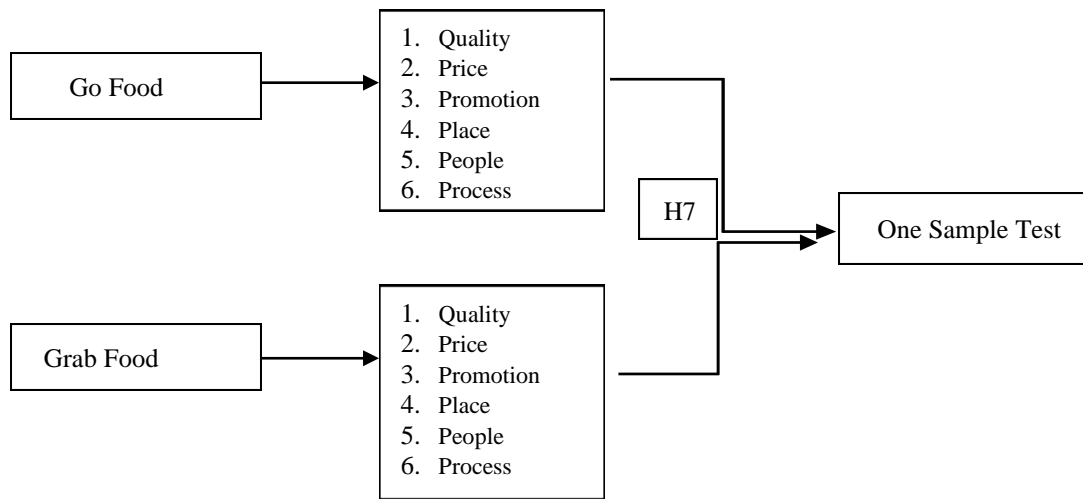 Go Food
1. Quality
2. Price
3. Promotion
4. Place
5. People
6. Process
H7
One Sample Test
Grab Food
1. Quality
2. Price
3. Promotion
4. Place
5. People
6. Process